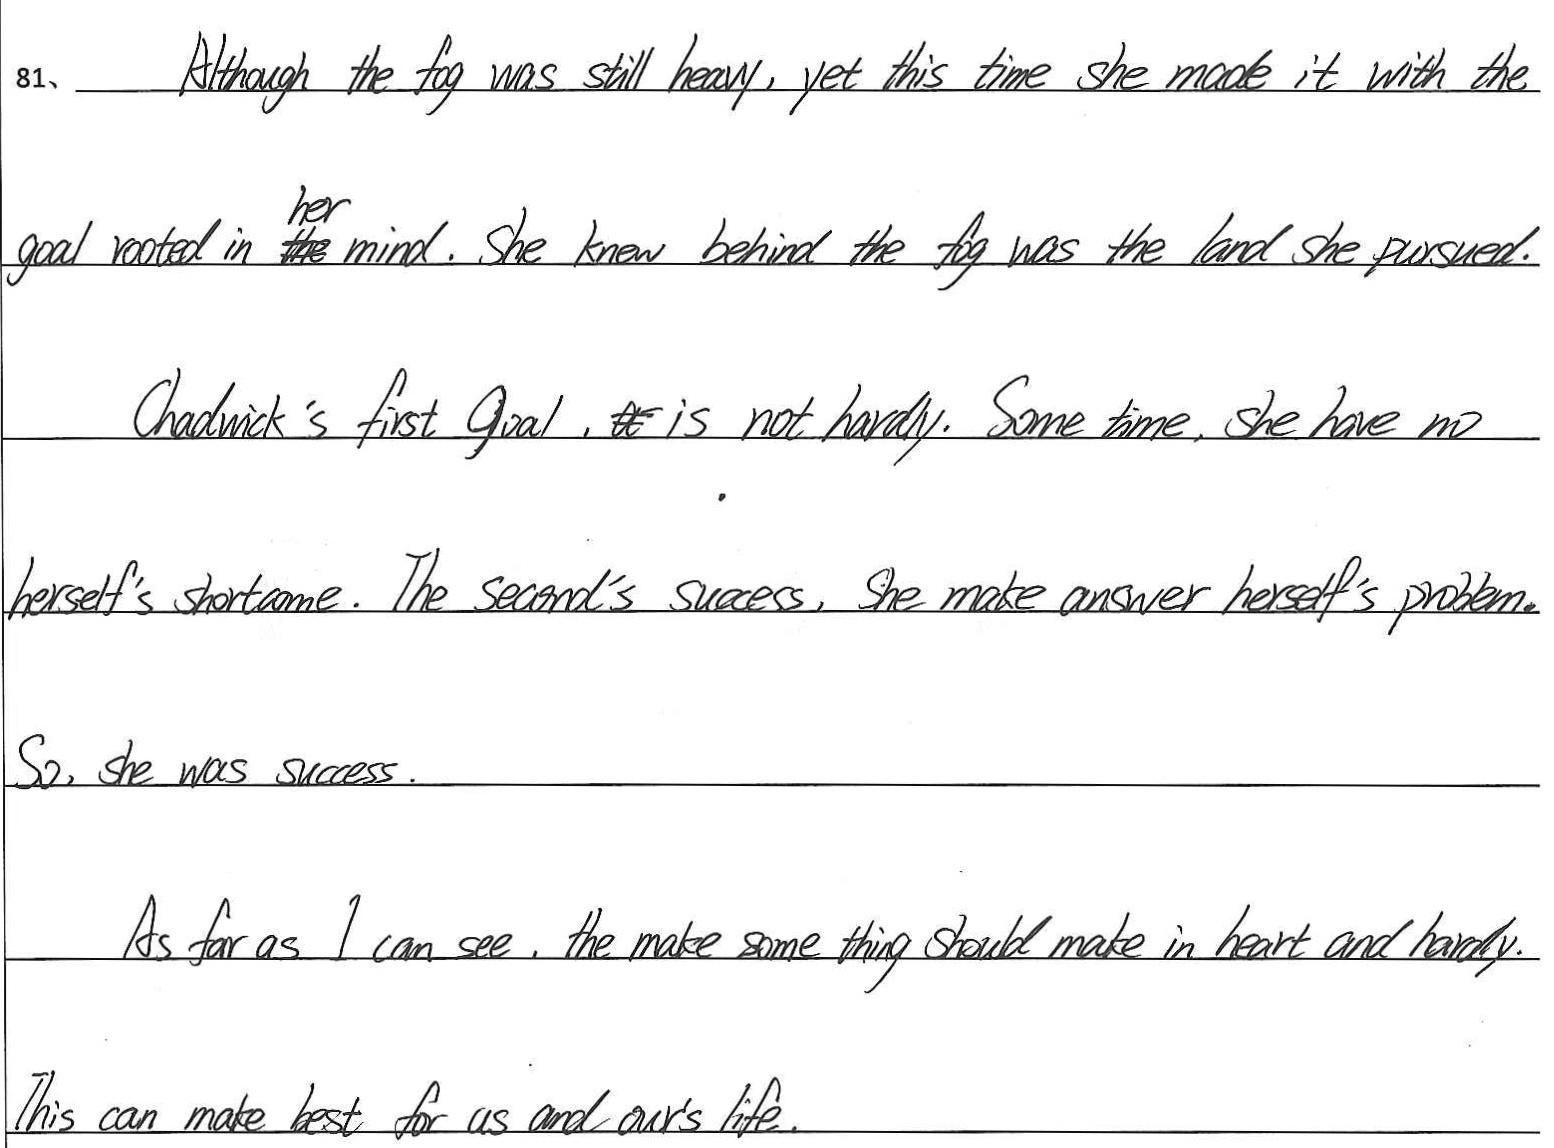 81、 Although the fog was still heavy, yet this time she made it with the
her
goal rooted in the mind. She knew behind the fog was the land she pursued.
Chadwick's first Goal, is not hardly. Some time, she have no
herself's shortcome. The second's success, She make answer herself's problem.
So, she was success.
As far as I can see, the make some thing should make in heart and hardly.
This can make best for us and our's life.